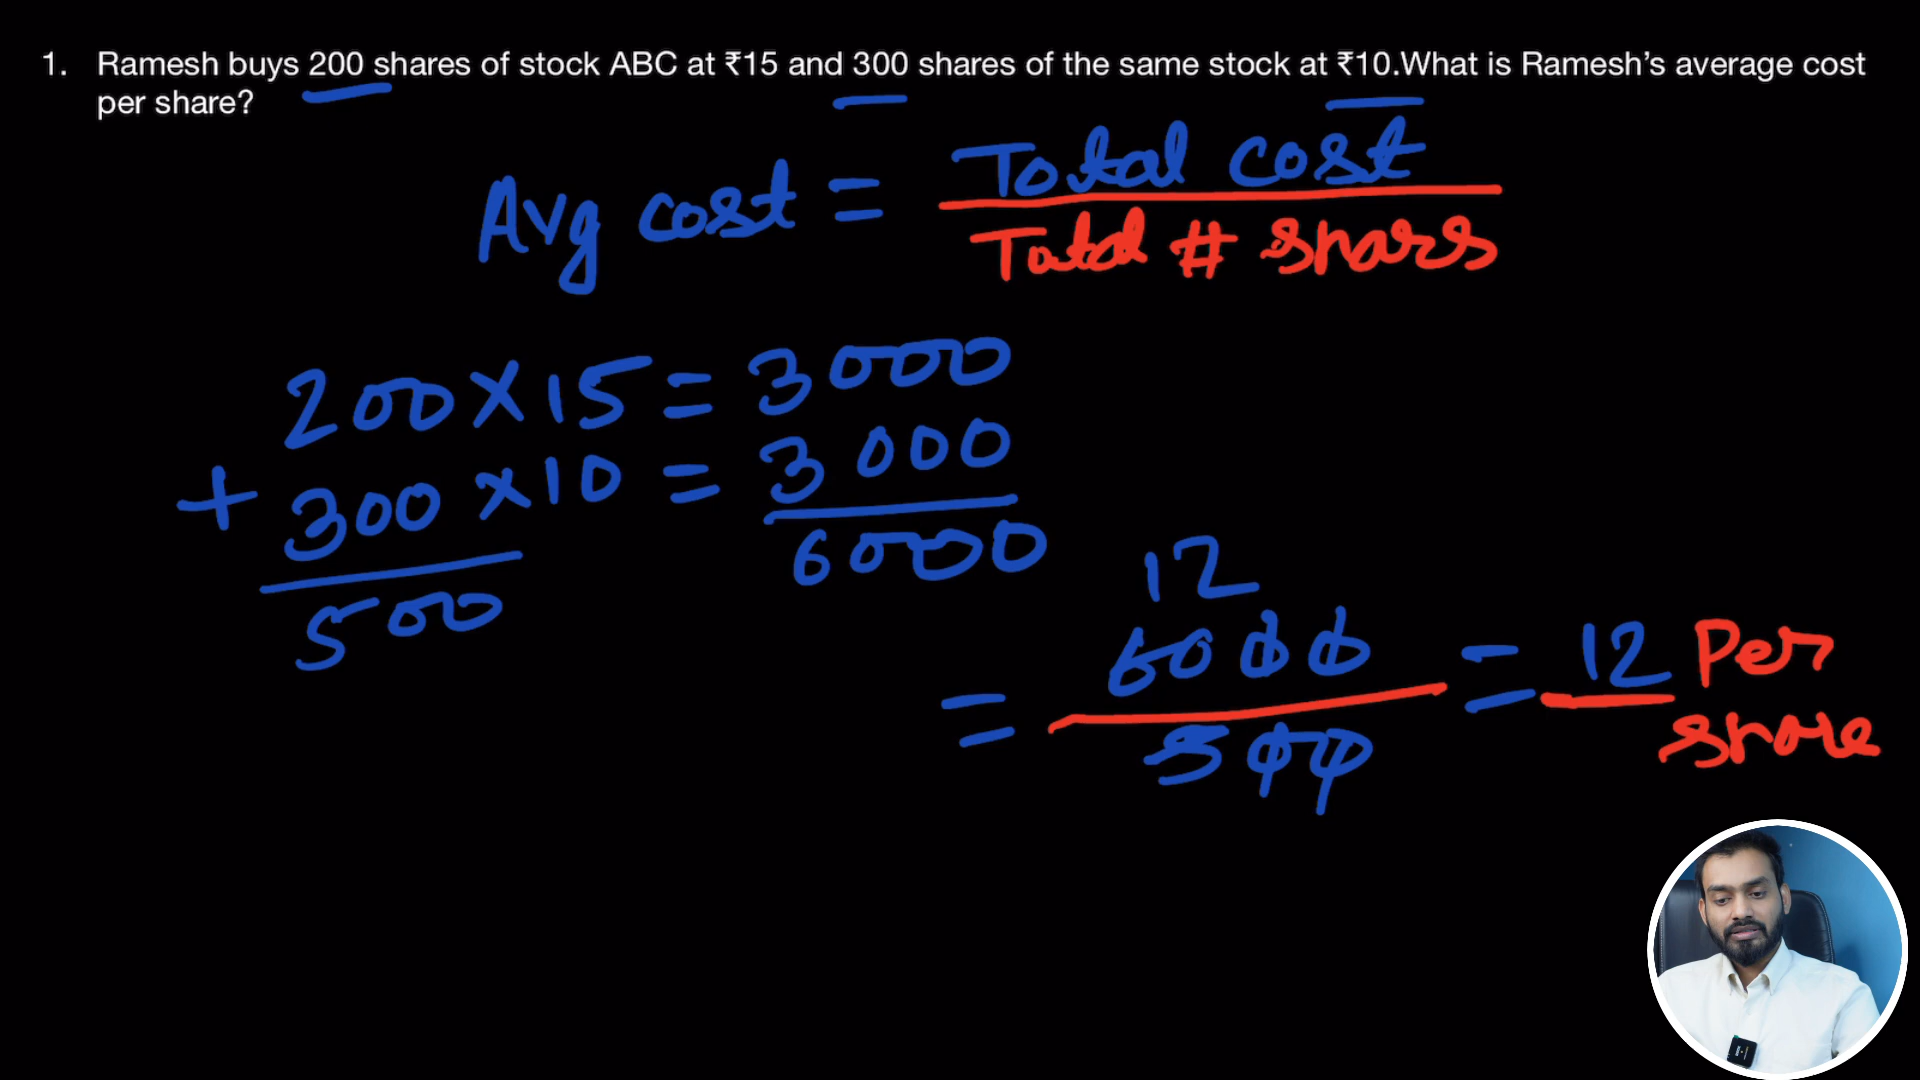 1. Ramesh buys 200 shares of stock ABC at ₹15 and 300 shares of the same stock at ₹10.What is Ramesh's average cost
per share?
Avg cost = Total cost
Total # shares
200 × 15 = 3000
+ 300 × 10 = 3000
500 6000
12
= 6000 = 12 Per
500 share